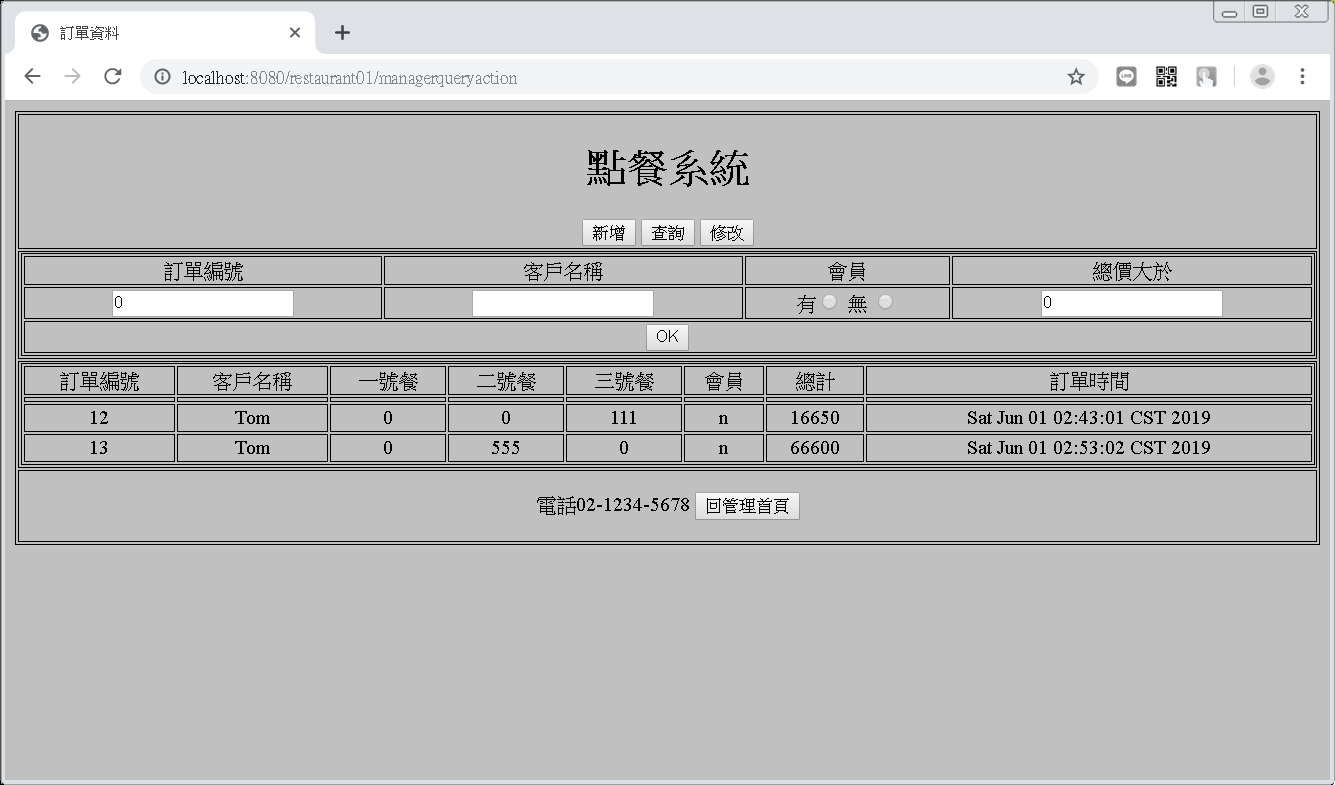 訂單資料
localhost:8080/restaurant01/managerqueryaction
點餐系統
新增 查詢 修改
訂單編號 客戶名稱 會員 總價大於
0 有 無 0
OK
訂單編號 客戶名稱 一號餐 二號餐 三號餐 會員 總計 訂單時間
12 Tom 0 0 111 n 16650 Sat Jun 01 02:43:01 CST 2019
13 Tom 0 555 0 n 66600 Sat Jun 01 02:53:02 CST 2019
電話02-1234-5678 回管理首頁